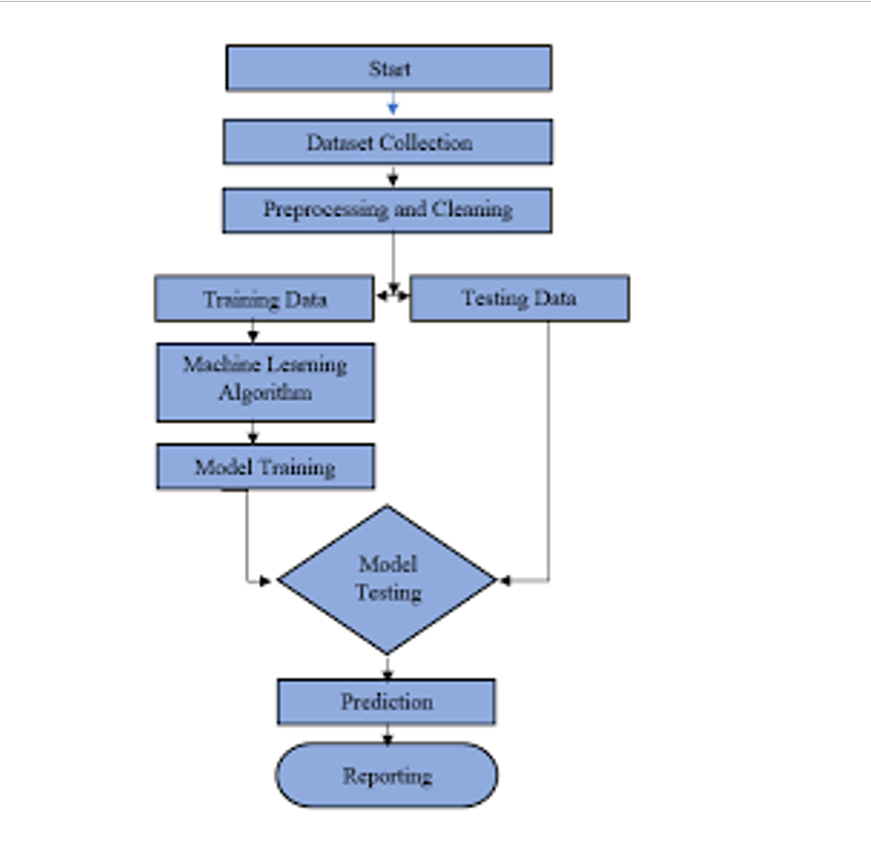 Start
Dataset Collection
Preprocessing and Cleaning
Training Data
Testing Data
Machine Learning
Algorithm
Model Training
Model
Testing
Prediction
Reporting